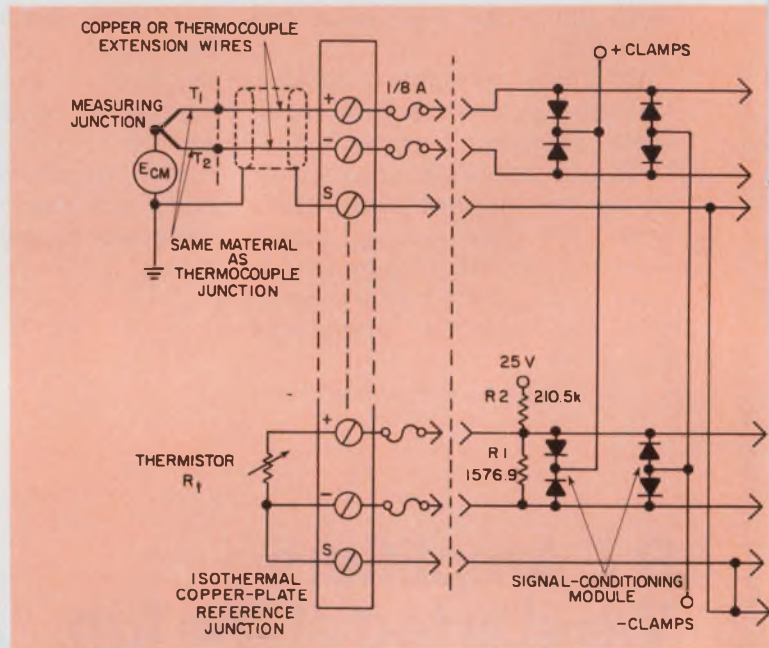 COPPER OR THERMOCOUPLE
EXTENSION WIRES
+ CLAMPS
1/8 A
T1
+
MEASURING
JUNCTION
T2
-
ECM
S
SAME MATERIAL
AS
THERMOCOUPLE
JUNCTION
25 V
R2 210.5k
+
THERMISTOR
Rt
R1
1576.9
-
S
ISOTHERMAL
COPPER-PLATE
REFERENCE
JUNCTION
SIGNAL-CONDITIONING
MODULE
-CLAMPS